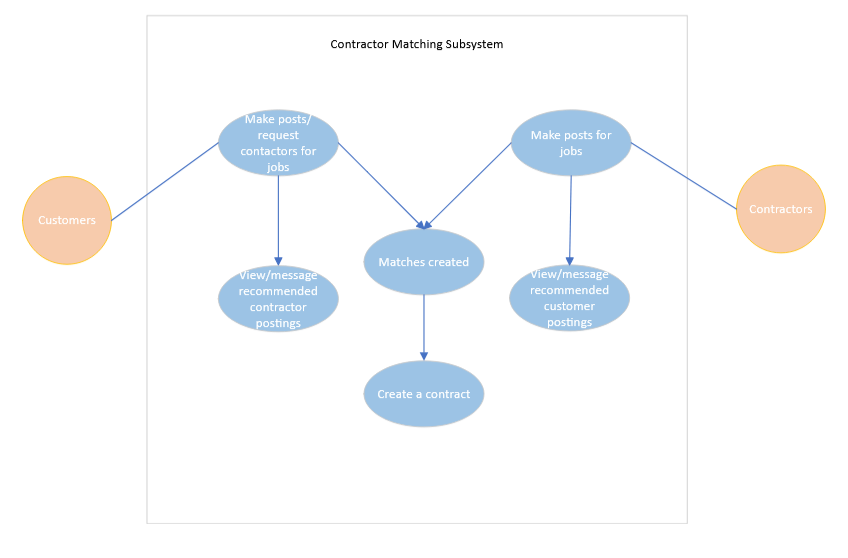 Contractor Matching Subsystem
Make posts/
request
contactors for
jobs
Make posts for
jobs
Customers
Contractors
Matches created
View/message
recommended
contractor
postings
View/message
recommended
customer
postings
Create a contract